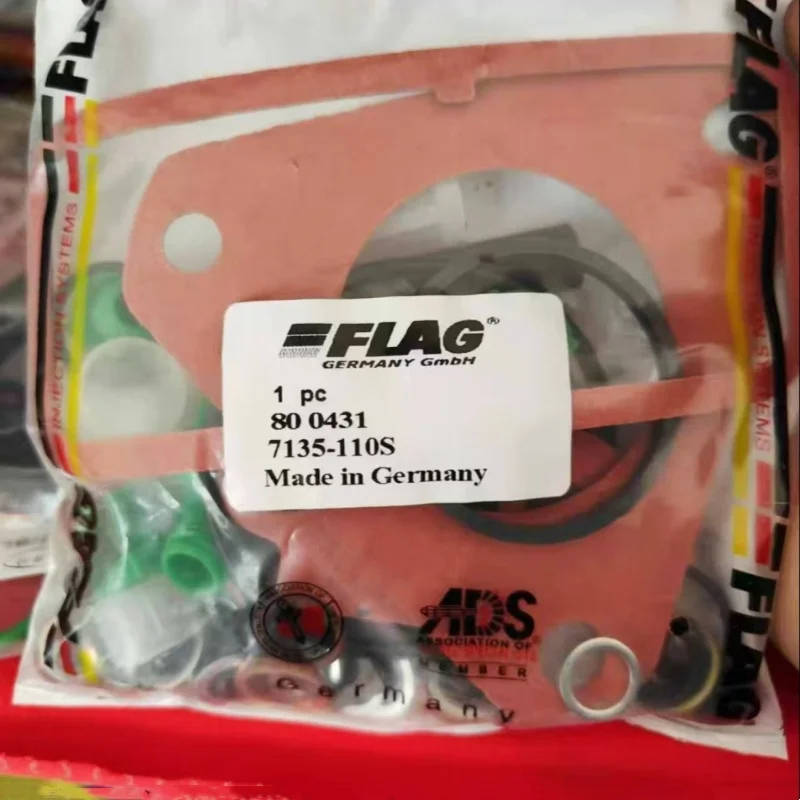 FLAG
INJECTION SYSTEMS
FLAG®
FLAG®
GERMANY GmbH
1 pc
80 0431
7135-110S
Made in Germany
ADS
ASSOCIATION OF
MEMBER
Germany
FLAG